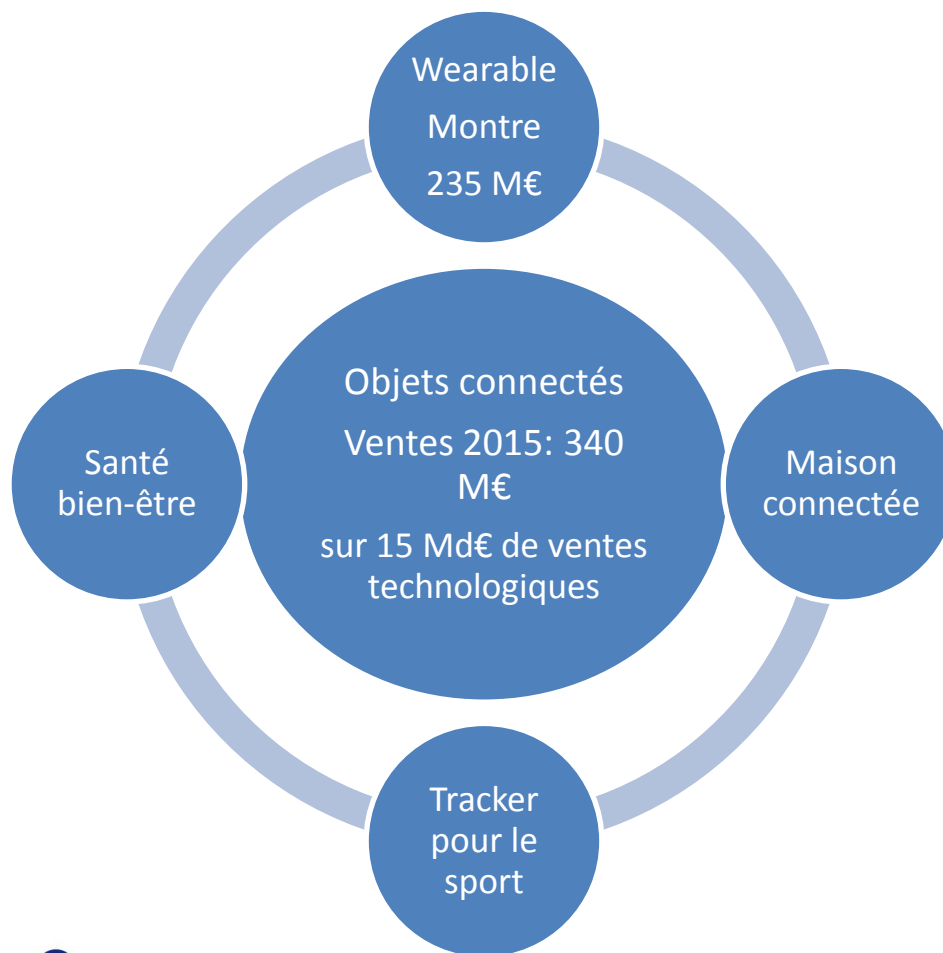 Wearable
Montre
235 M€
Objets connectés
Ventes 2015: 340
M€
sur 15 Md€ de ventes
technologiques
Santé
bien-être
Maison
connectée
Tracker
pour le
sport